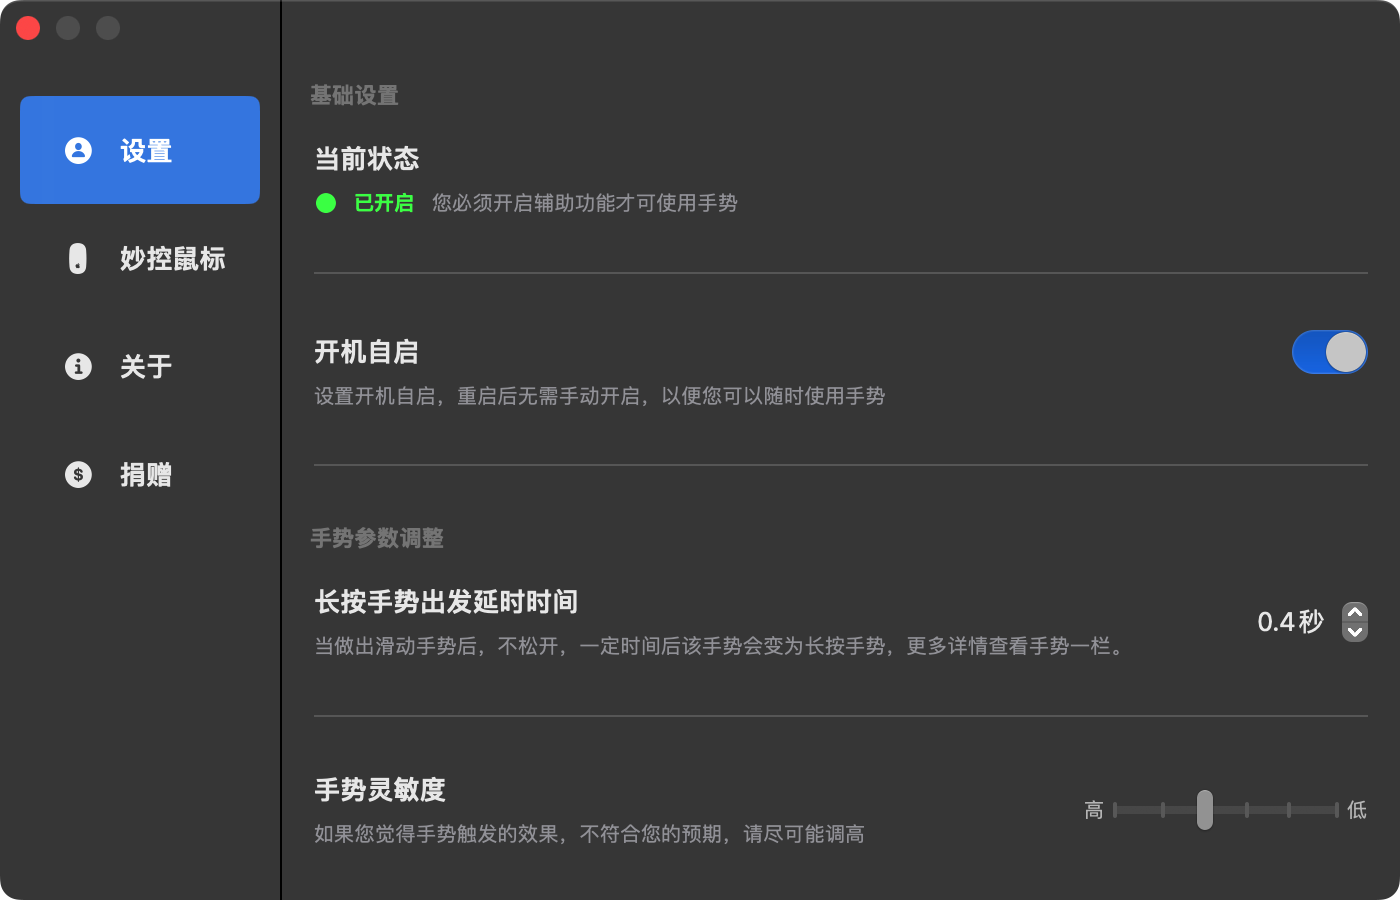 设置
妙控鼠标
关于
捐赠
基础设置
当前状态
已开启 您必须开启辅助功能才可使用手势
开机自启
设置开机自启，重启后无需手动开启，以便您可以随时使用手势
手势参数调整
长按手势出发延时时间
当做出滑动手势后，不松开，一定时间后该手势会变为长按手势，更多详情查看手势一栏。
0.4 秒
手势灵敏度
如果您觉得手势触发的效果，不符合您的预期，请尽可能调高
高 低